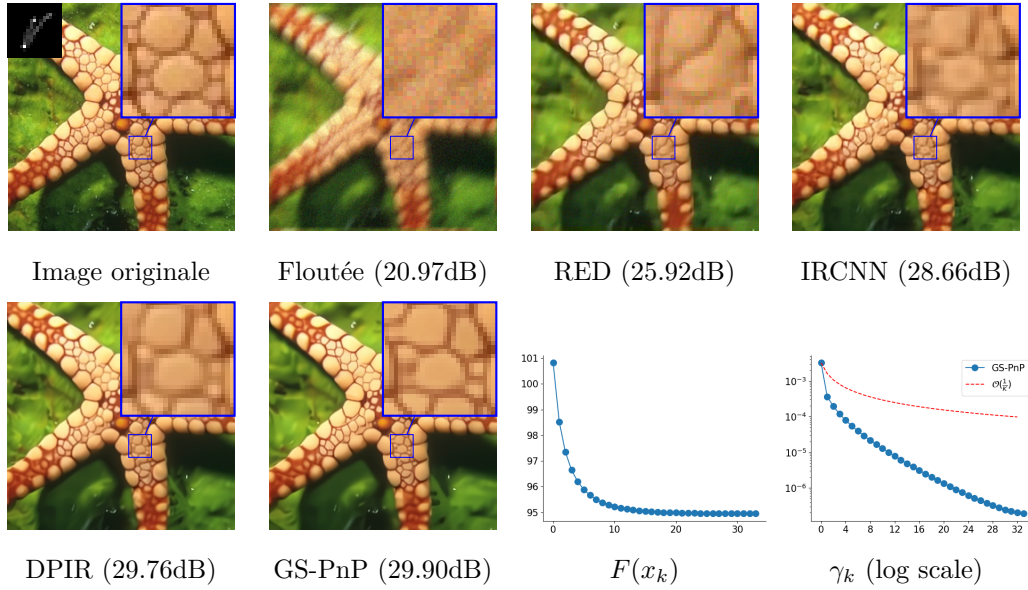 Image originale
Floutée (20.97dB)
RED (25.92dB)
IRCNN (28.66dB)
101
100
99
98
97
96
95
0
10
20
30
10⁻³
10⁻⁴
10⁻⁵
10⁻⁶
0 4 8 12 16 20 24 28 32
GS-PnP
𝒪(1/K)
DPIR (29.76dB)
GS-PnP (29.90dB)
F(xₖ)
γₖ (log scale)